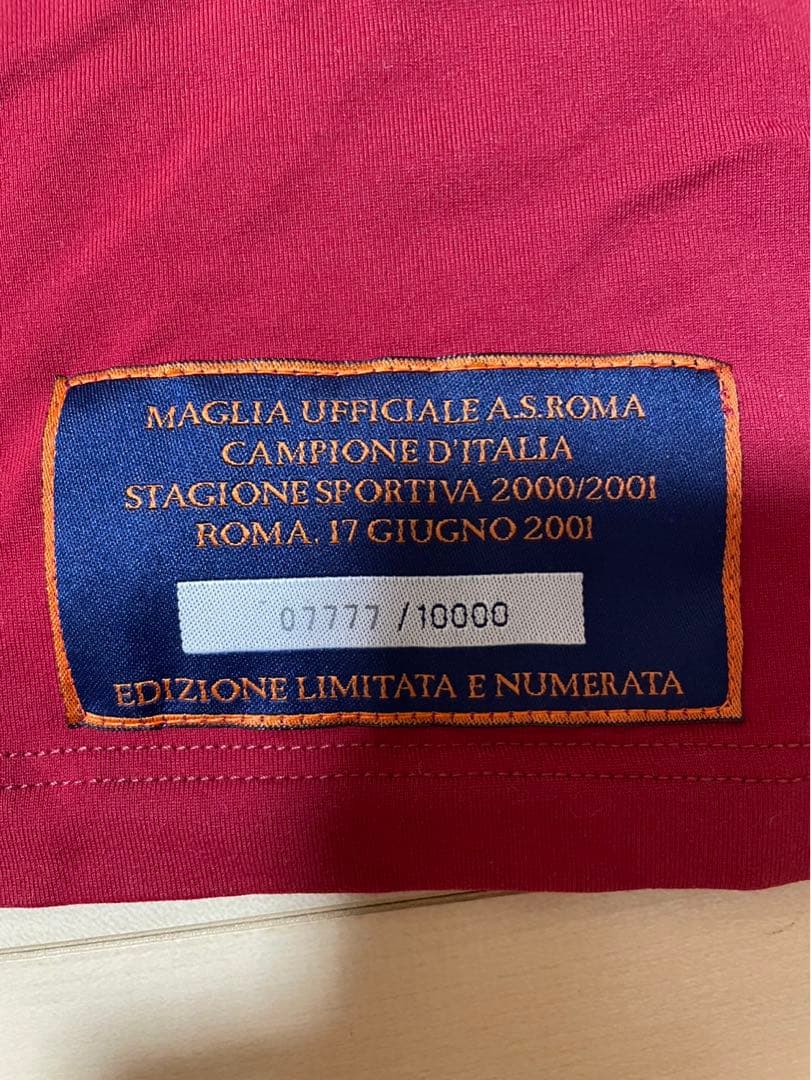 MAGLIA UFFICIALE A.S.ROMA
CAMPIONE D'ITALIA
STAGIONE SPORTIVA 2000/2001
ROMA, 17 GIUGNO 2001
07777 /10000
EDIZIONE LIMITATA E NUMERATA